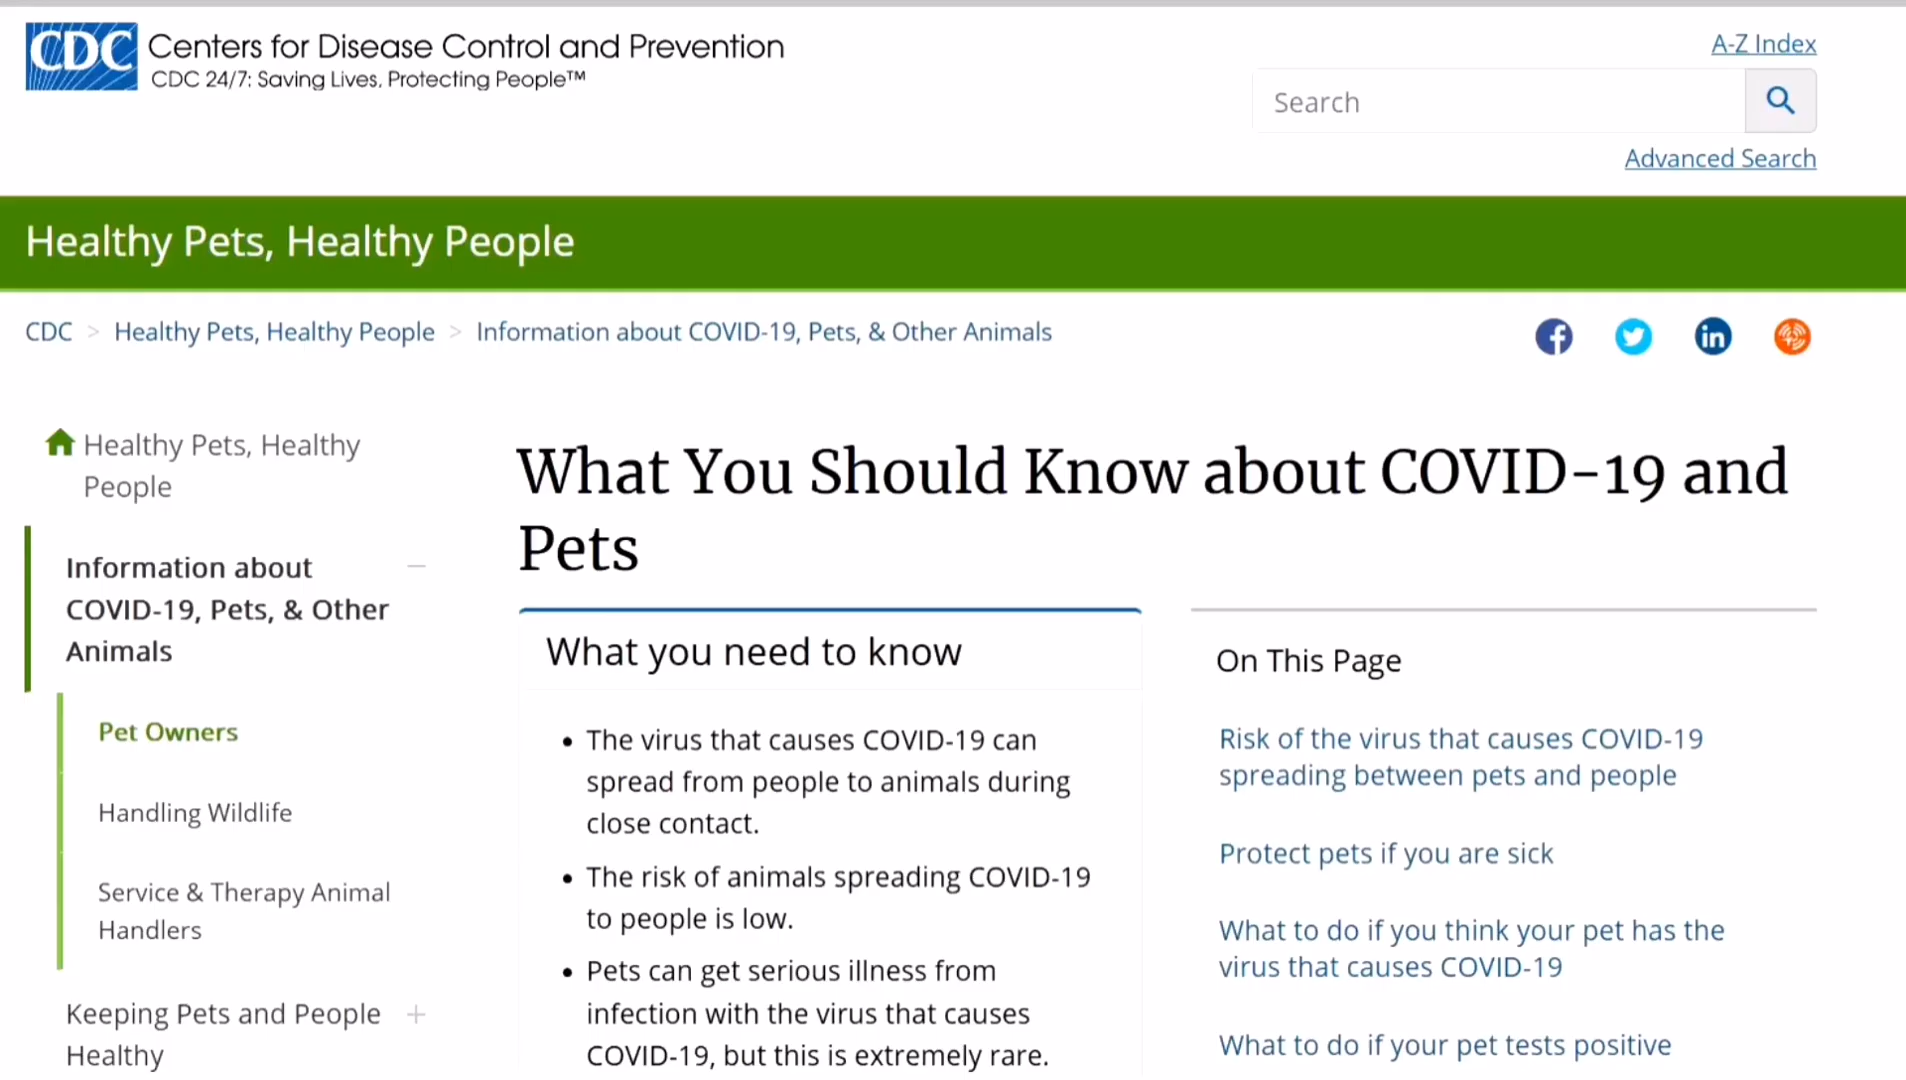 CDC
Centers for Disease Control and Prevention
CDC 24/7: Saving Lives. Protecting People™
A-Z Index
Search
Advanced Search
Healthy Pets, Healthy People
CDC > Healthy Pets, Healthy People > Information about COVID-19, Pets, & Other Animals
Healthy Pets, Healthy
People
Information about
COVID-19, Pets, & Other
Animals
Pet Owners
Handling Wildlife
Service & Therapy Animal
Handlers
Keeping Pets and People
Healthy
What You Should Know about COVID-19 and
Pets
What you need to know
• The virus that causes COVID-19 can
spread from people to animals during
close contact.
• The risk of animals spreading COVID-19
to people is low.
• Pets can get serious illness from
infection with the virus that causes
COVID-19, but this is extremely rare.
On This Page
Risk of the virus that causes COVID-19
spreading between pets and people
Protect pets if you are sick
What to do if you think your pet has the
virus that causes COVID-19
What to do if your pet tests positive